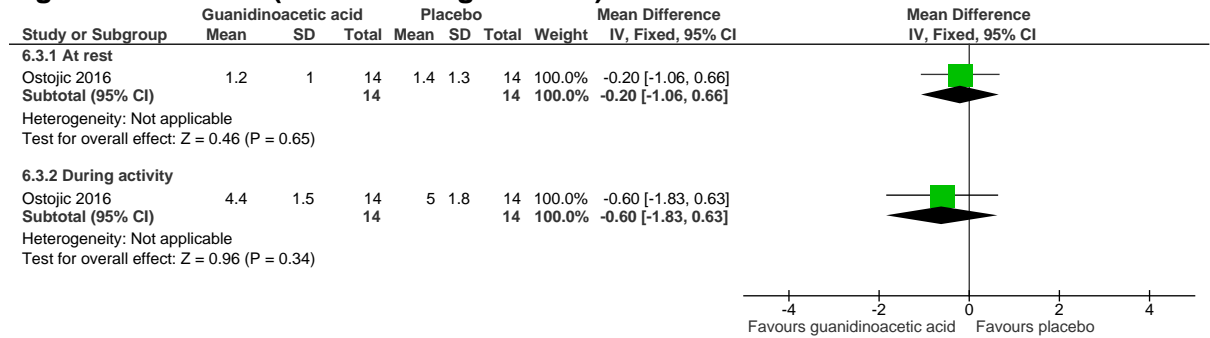 Guanidinoacetic acid Placebo Mean Difference Mean Difference
Study or Subgroup Mean SD Total Mean SD Total Weight IV, Fixed, 95% CI IV, Fixed, 95% CI
6.3.1 At rest
Ostojic 2016 1.2 1 14 1.4 1.3 14 100.0% -0.20 [-1.06, 0.66]
Subtotal (95% CI) 14 14 100.0% -0.20 [-1.06, 0.66]
Heterogeneity: Not applicable
Test for overall effect: Z = 0.46 (P = 0.65)
6.3.2 During activity
Ostojic 2016 4.4 1.5 14 5 1.8 14 100.0% -0.60 [-1.83, 0.63]
Subtotal (95% CI) 14 14 100.0% -0.60 [-1.83, 0.63]
Heterogeneity: Not applicable
Test for overall effect: Z = 0.96 (P = 0.34)
-4 -2 0 2 4
Favours guanidinoacetic acid Favours placebo